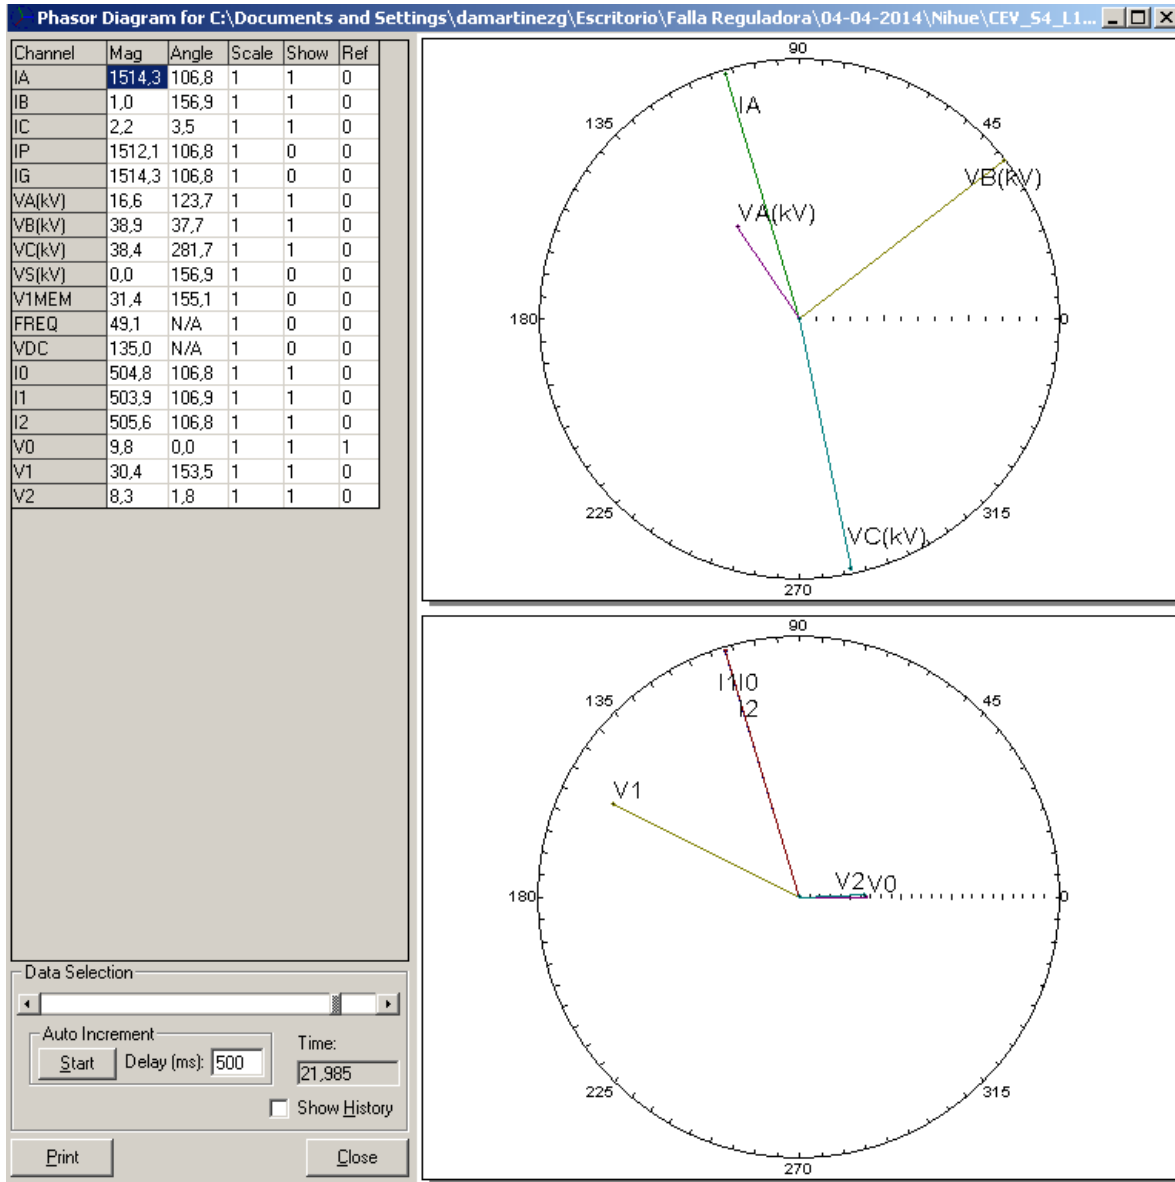 Phasor Diagram for C:\Documents and Settings\damartinezg\Escritorio\Falla Reguladora\04-04-2014\Nihue\CEV_S4_L1...
Channel Mag Angle Scale Show Ref
IA 1514,3 106,8 1 1 0
IB 1,0 156,9 1 1 0
IC 2,2 3,5 1 1 0
IP 1512,1 106,8 1 0 0
IG 1514,3 106,8 1 0 0
VA(kV) 16,6 123,7 1 1 0
VB(kV) 38,9 37,7 1 1 0
VC(kV) 38,4 281,7 1 1 0
VS(kV) 0,0 156,9 1 1 0
V1MEM 31,4 155,1 1 0 0
FREQ 49,1 N/A 1 0 0
VDC 135,0 N/A 1 0 0
I0 504,8 106,8 1 1 0
I1 503,9 106,9 1 1 0
I2 505,6 106,8 1 1 0
V0 9,8 0,0 1 1 1
V1 30,4 153,5 1 1 0
V2 8,3 1,8 1 1 0
Data Selection
Auto Increment
Start Delay (ms): 500
Time:
21,985
Show History
Print Close
90
IA
135 45
VB(kV)
VA(kV)
180 0
225 315
VC(kV)
270
90
I1I0
135 45
I2
V1
V2 V0
180 0
225 315
270